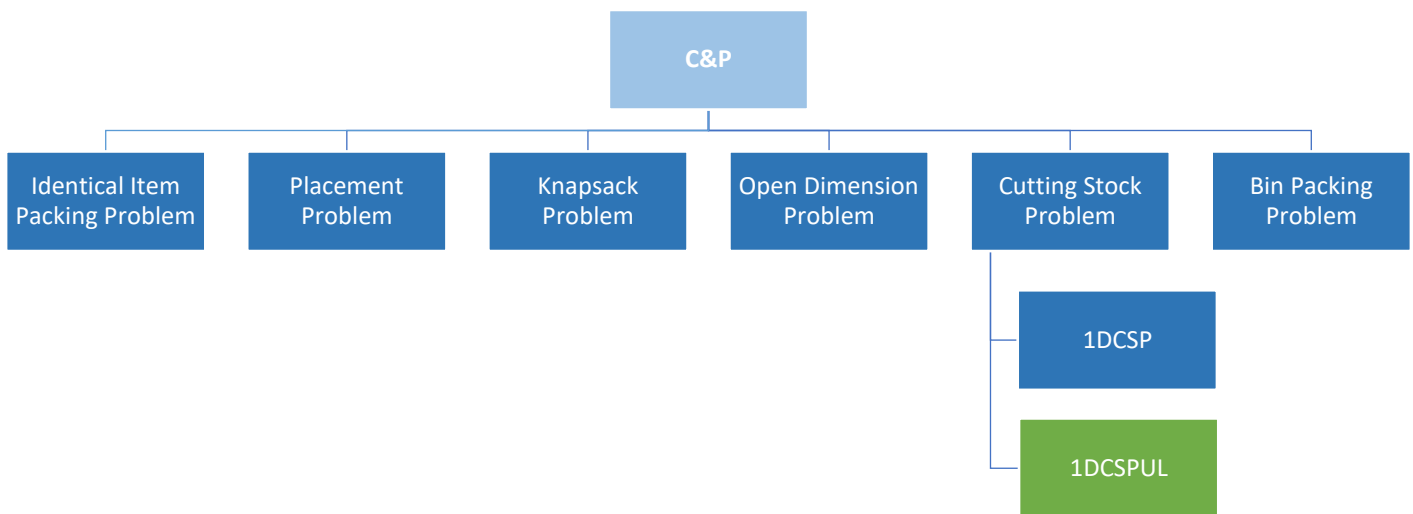 C&P
Identical Item
Packing Problem
Placement
Problem
Knapsack
Problem
Open Dimension
Problem
Cutting Stock
Problem
Bin Packing
Problem
1DCSP
1DCSPUL